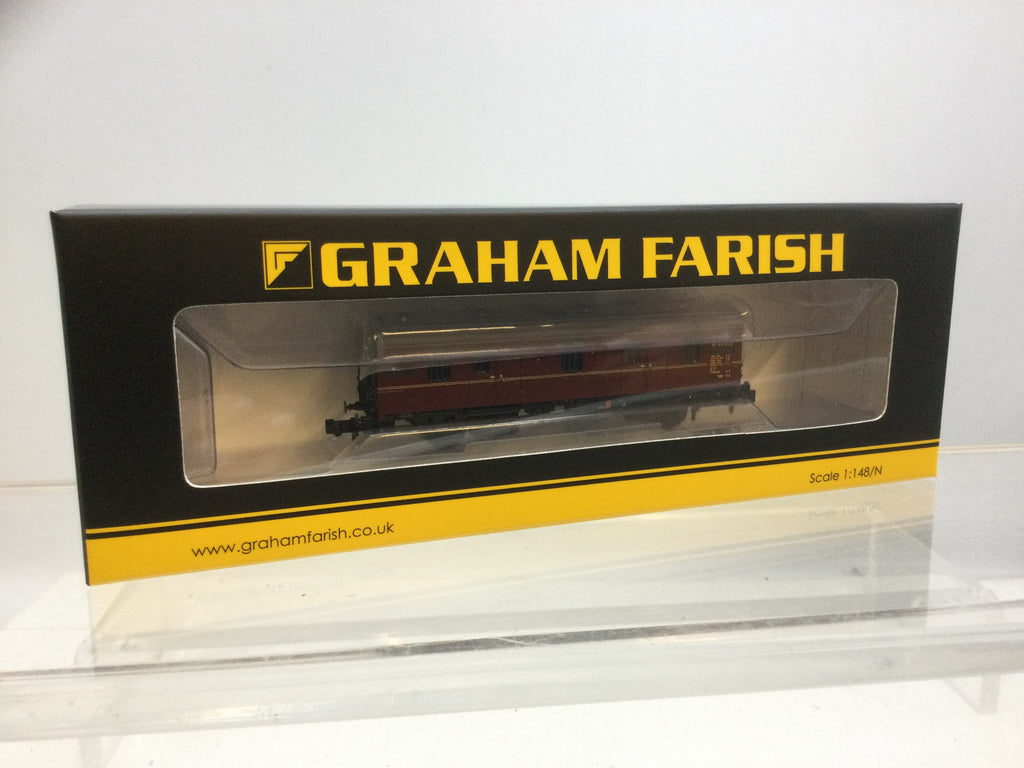 GRAHAM FARISH
Scale 1:148/N
www.grahamfarish.co.uk